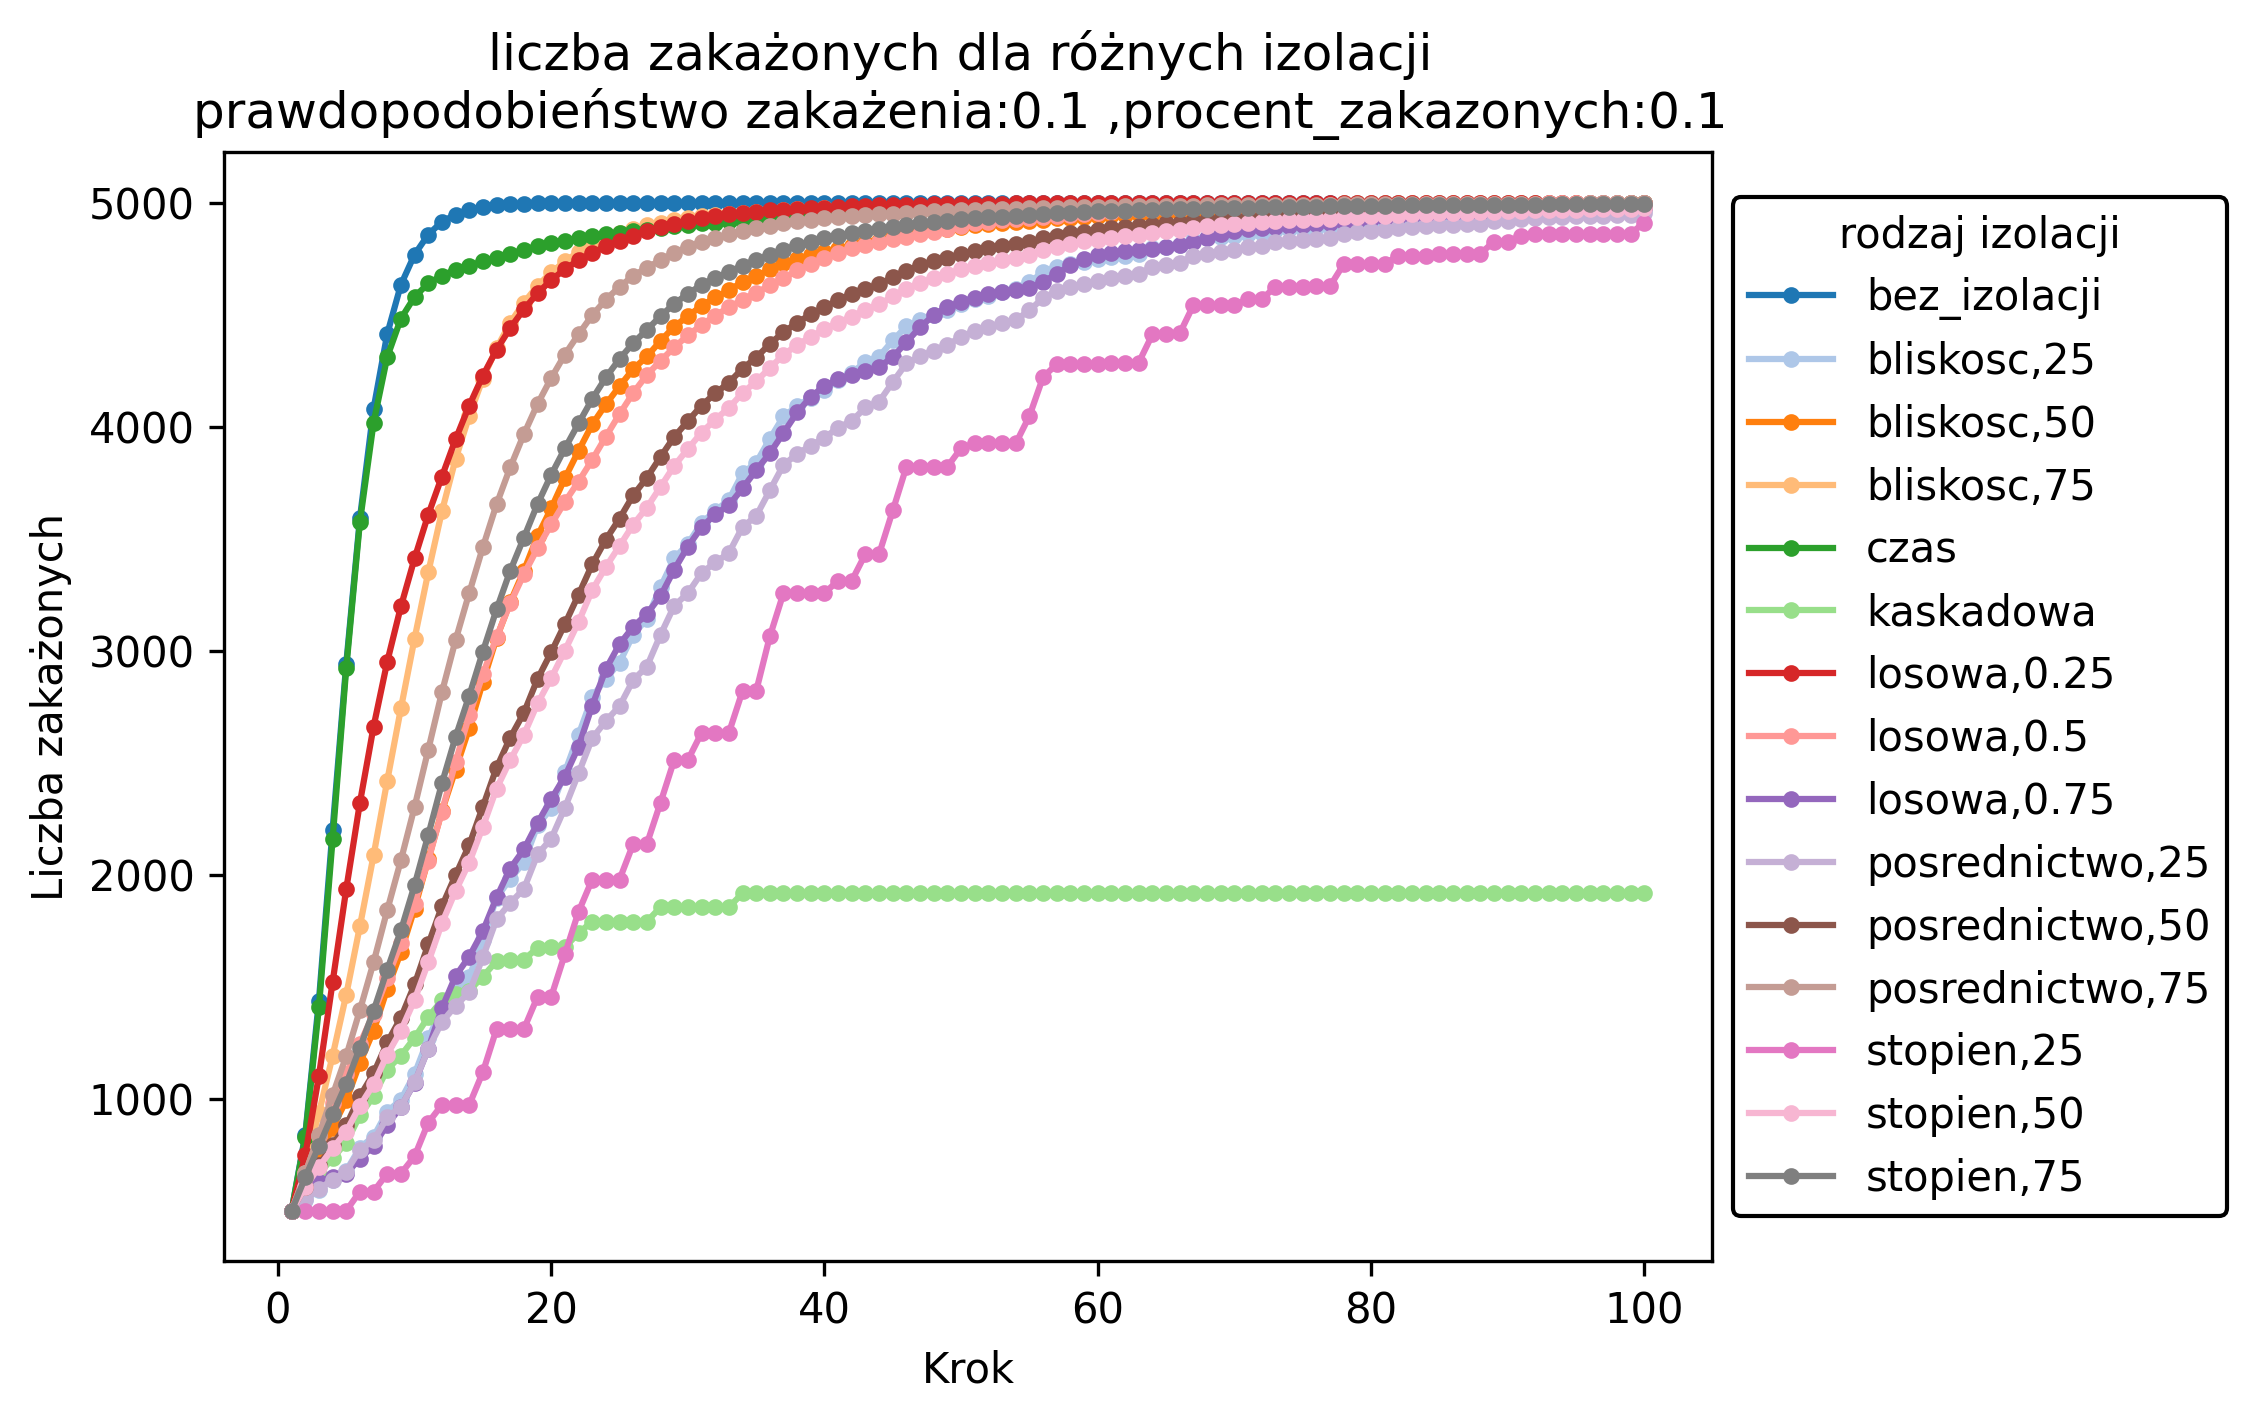 liczba zakażonych dla różnych izolacji
prawdopodobieństwo zakażenia:0.1 ,procent_zakazonych:0.1
Liczba zakażonych
5000
4000
3000
2000
1000
0
20
40
60
80
100
Krok
rodzaj izolacji
bez_izolacji
bliskosc,25
bliskosc,50
bliskosc,75
czas
kaskadowa
losowa,0.25
losowa,0.5
losowa,0.75
posrednictwo,25
posrednictwo,50
posrednictwo,75
stopien,25
stopien,50
stopien,75